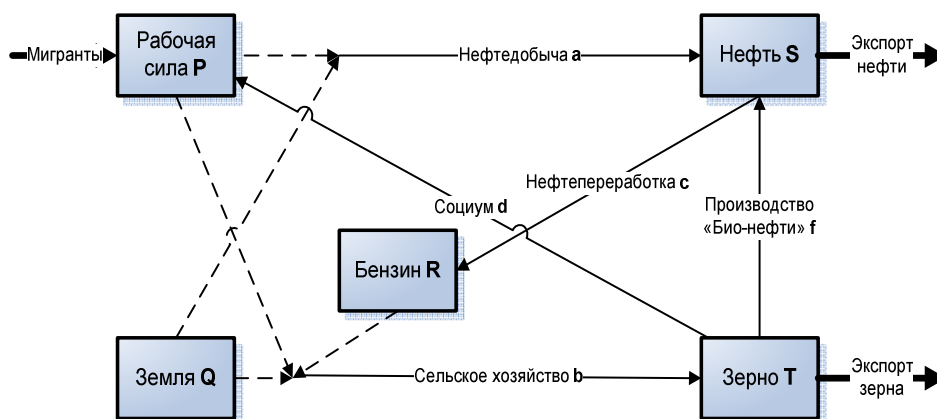 Мигранты
Рабочая
сила P
Нефтедобыча a
Нефть S
Экспорт
нефти
Нефтепереработка c
Социум d
Производство
«Био-нефти» f
Бензин R
Земля Q
Сельское хозяйство b
Зерно T
Экспорт
зерна